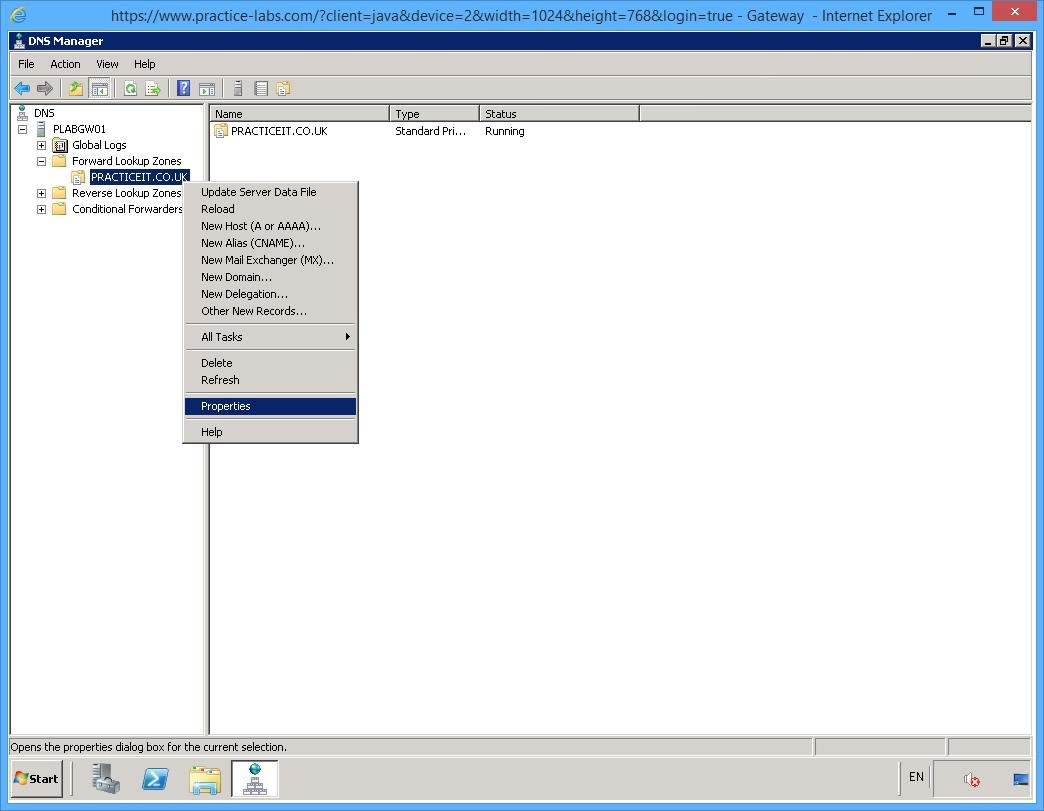 https://www.practice-labs.com/?client=java&device=2&width=1024&height=768&login=true - Gateway - Internet Explorer
DNS Manager
File Action View Help
DNS
PLABGW01
Global Logs
Forward Lookup Zones
PRACTICEIT.CO.UK
Reverse Lookup Zones
Conditional Forwarders
Name Type Status
PRACTICEIT.CO.UK Standard Pri... Running
Update Server Data File
Reload
New Host (A or AAAA)...
New Alias (CNAME)...
New Mail Exchanger (MX)...
New Domain...
New Delegation...
Other New Records...
All Tasks
Delete
Refresh
Properties
Help
Opens the properties dialog box for the current selection.
Start
EN